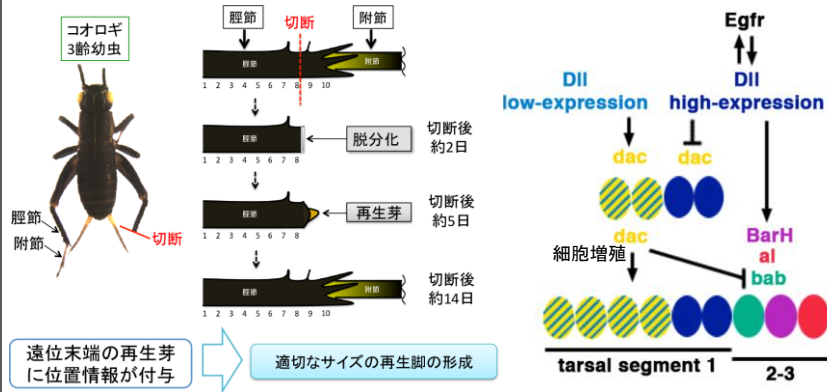 コオロギ
3齢幼虫
脛節
附節
切断
脛節
切断
附節
脛節
附節
1 2 3 4 5 6 7 8 9 10
脛節
1 2 3 4 5 6 7 8
脱分化
切断後
約2日
脛節
1 2 3 4 5 6 7 8
再生芽
切断後
約5日
脛節
附節
1 2 3 4 5 6 7 8 9 10
切断後
約14日
遠位末端の再生芽
に位置情報が付与
適切なサイズの再生脚の形成
Egfr
Dll
low-expression
Dll
high-expression
dac
dac
dac
細胞増殖
BarH
al
bab
tarsal segment 1
2-3